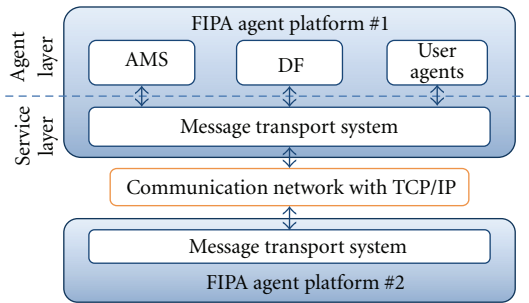 FIPA agent platform #1
Agent
layer
AMS
DF
User
agents
Service
layer
Message transport system
Communication network with TCP/IP
Message transport system
FIPA agent platform #2